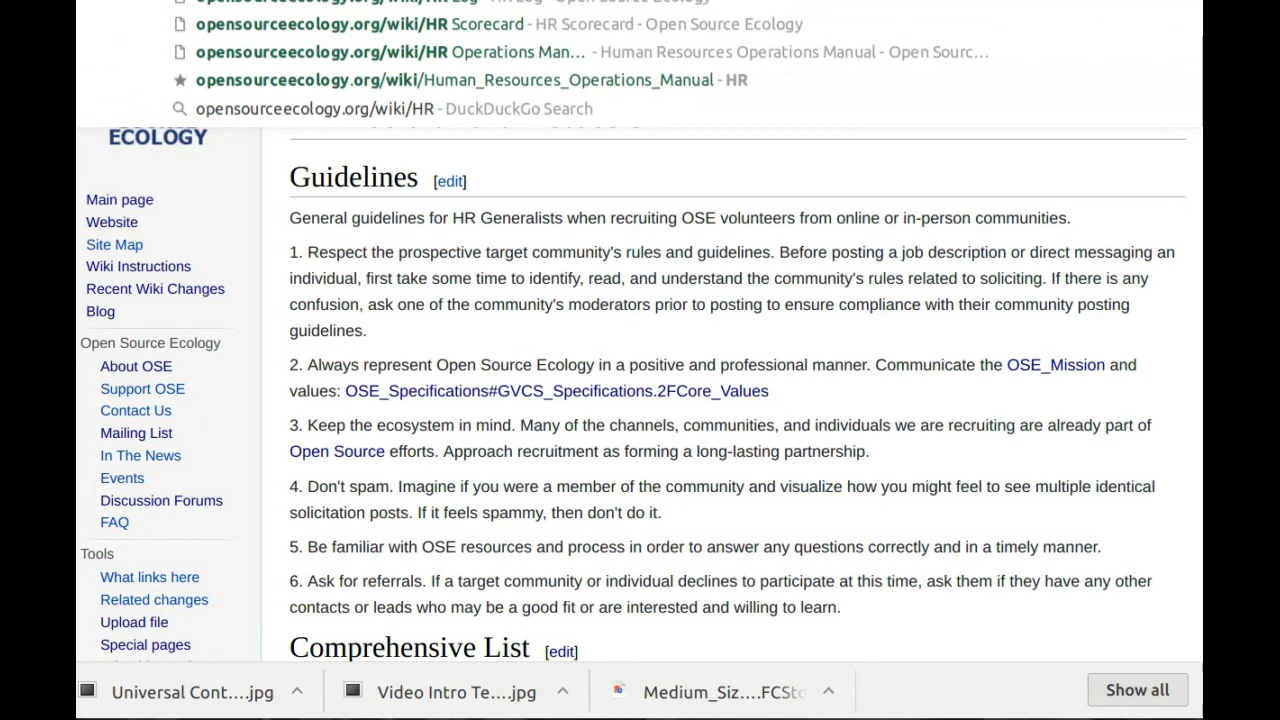 opensourceecology.org/wiki/HR Scorecard - HR Scorecard - Open Source Ecology
opensourceecology.org/wiki/HR Operations Man... - Human Resources Operations Manual - Open Sourc...
opensourceecology.org/wiki/Human_Resources_Operations_Manual - HR
opensourceecology.org/wiki/HR - DuckDuckGo Search
ECOLOGY
Main page
Website
Site Map
Wiki Instructions
Recent Wiki Changes
Blog
Open Source Ecology
About OSE
Support OSE
Contact Us
Mailing List
In The News
Events
Discussion Forums
FAQ
Tools
What links here
Related changes
Upload file
Special pages
Guidelines [edit]
General guidelines for HR Generalists when recruiting OSE volunteers from online or in-person communities.
1. Respect the prospective target community's rules and guidelines. Before posting a job description or direct messaging an
individual, first take some time to identify, read, and understand the community's rules related to soliciting. If there is any
confusion, ask one of the community's moderators prior to posting to ensure compliance with their community posting
guidelines.
2. Always represent Open Source Ecology in a positive and professional manner. Communicate the OSE_Mission and
values: OSE_Specifications#GVCS_Specifications.2FCore_Values
3. Keep the ecosystem in mind. Many of the channels, communities, and individuals we are recruiting are already part of
Open Source efforts. Approach recruitment as forming a long-lasting partnership.
4. Don't spam. Imagine if you were a member of the community and visualize how you might feel to see multiple identical
solicitation posts. If it feels spammy, then don't do it.
5. Be familiar with OSE resources and process in order to answer any questions correctly and in a timely manner.
6. Ask for referrals. If a target community or individual declines to participate at this time, ask them if they have any other
contacts or leads who may be a good fit or are interested and willing to learn.
Comprehensive List [edit]
Universal Cont....jpg
Video Intro Te....jpg
Medium_Siz....FCSt
Show all